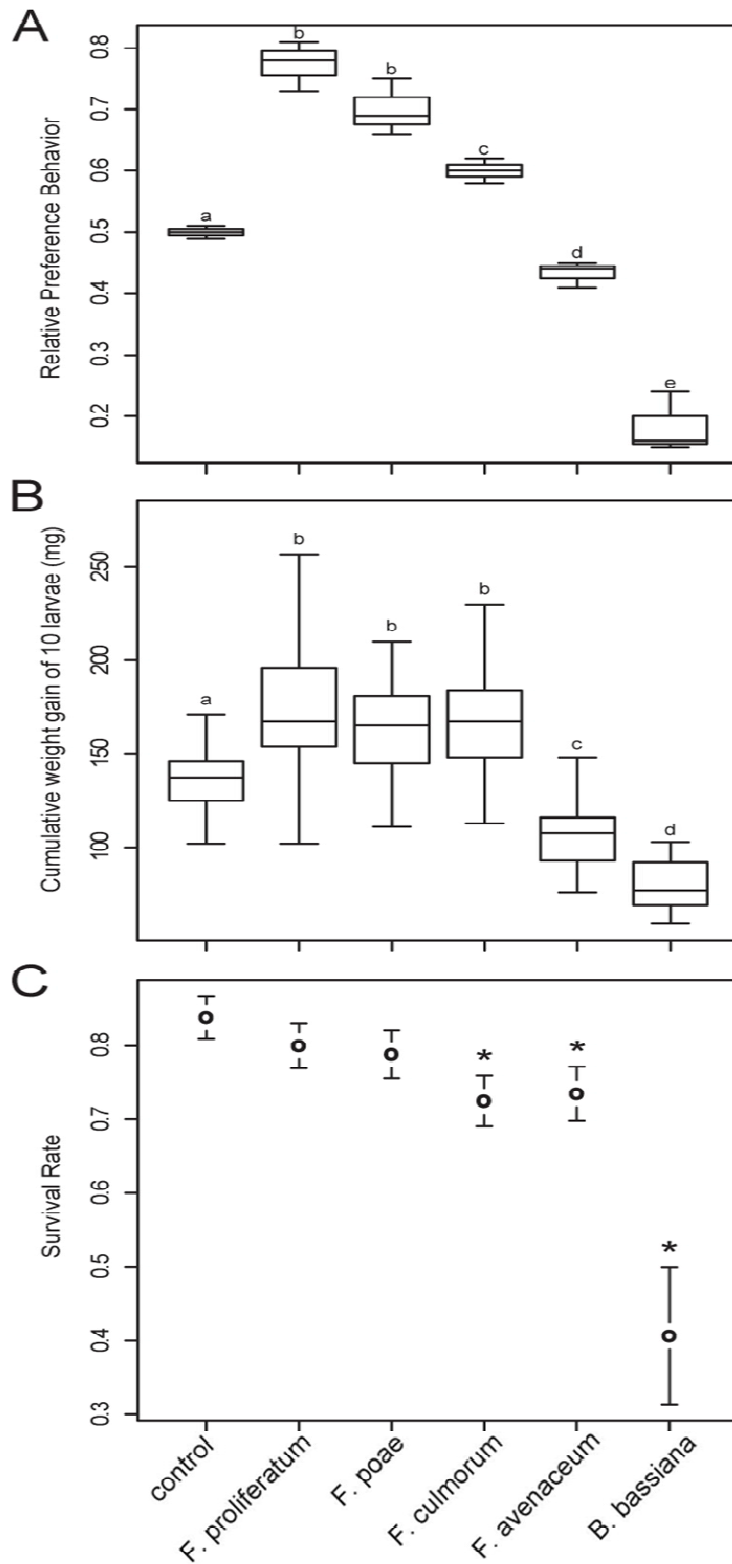 A
Relative Preference Behavior
0.8
0.7
0.6
0.5
0.4
0.3
0.2
a
b
b
c
d
e
B
Cumulative weight gain of 10 larvae (mg)
250
200
150
100
a
b
b
b
c
d
C
Survival Rate
0.8
0.7
0.6
0.5
0.4
0.3
*
*
*
control
F. proliferatum
F. poae
F. culmorum
F. avenaceum
B. bassiana